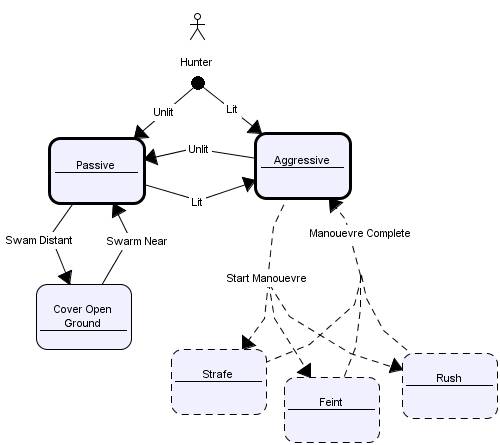 Hunter
Unlit
Lit
Passive
Unlit
Aggressive
Lit
Swam Distant
Swarm Near
Manouevre Complete
Start Manouevre
Cover Open
Ground
Strafe
Feint
Rush